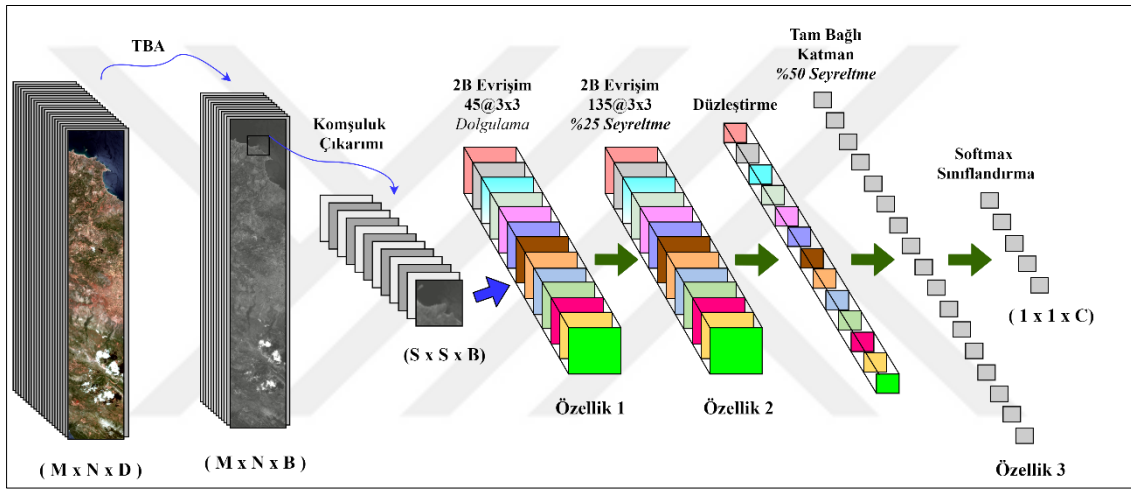 TBA
( M x N x D )
( M x N x B )
Komşuluk
Çıkarımı
(S x S x B)
2B Evrişim
45@3x3
Dolgulama
Özellik 1
2B Evrişim
135@3x3
%25 Seyreltme
Özellik 2
Düzleştirme
Tam Bağlı
Katman
%50 Seyreltme
Özellik 3
Softmax
Sınıflandırma
( 1 x 1 x C )